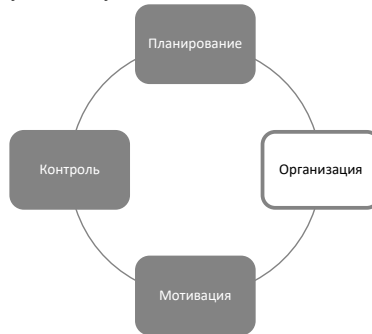 Планирование
Организация
Мотивация
Контроль